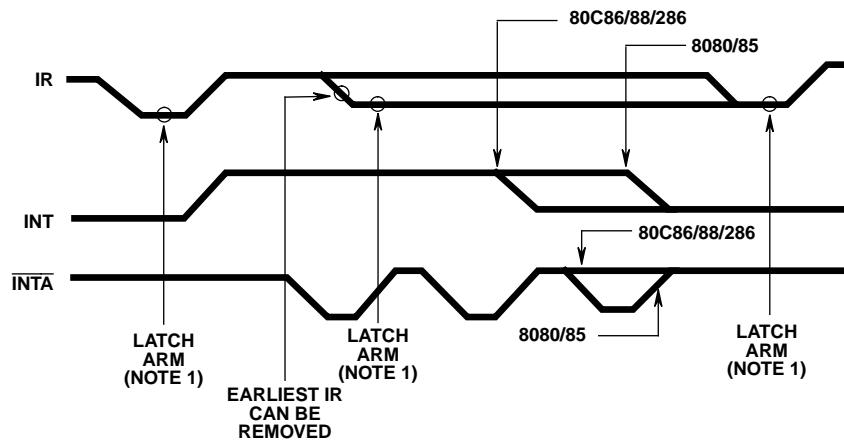 80C86/88/286
8080/85
IR
LATCH
ARM
(NOTE 1)
EARLIEST IR
CAN BE
REMOVED
LATCH
ARM
(NOTE 1)
LATCH
ARM
(NOTE 1)
INT
80C86/88/286
INTA
8080/85